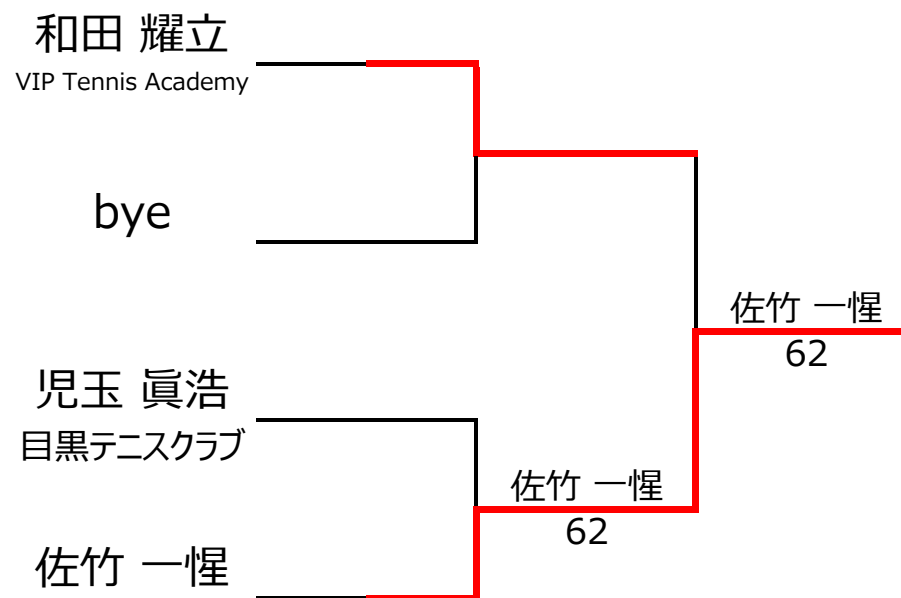 和田 耀立
VIP Tennis Academy
bye
佐竹 一惺
62
児玉 眞浩
目黒テニスクラブ
佐竹 一惺
62
佐竹 一惺